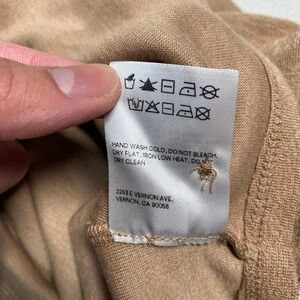 HAND WASH COLD, DO NOT BLEACH,
DRY FLAT, IRON LOW HEAT, DO
DRY CLEAN
2263 E VERNON AVE.
VERNON, CA 90058